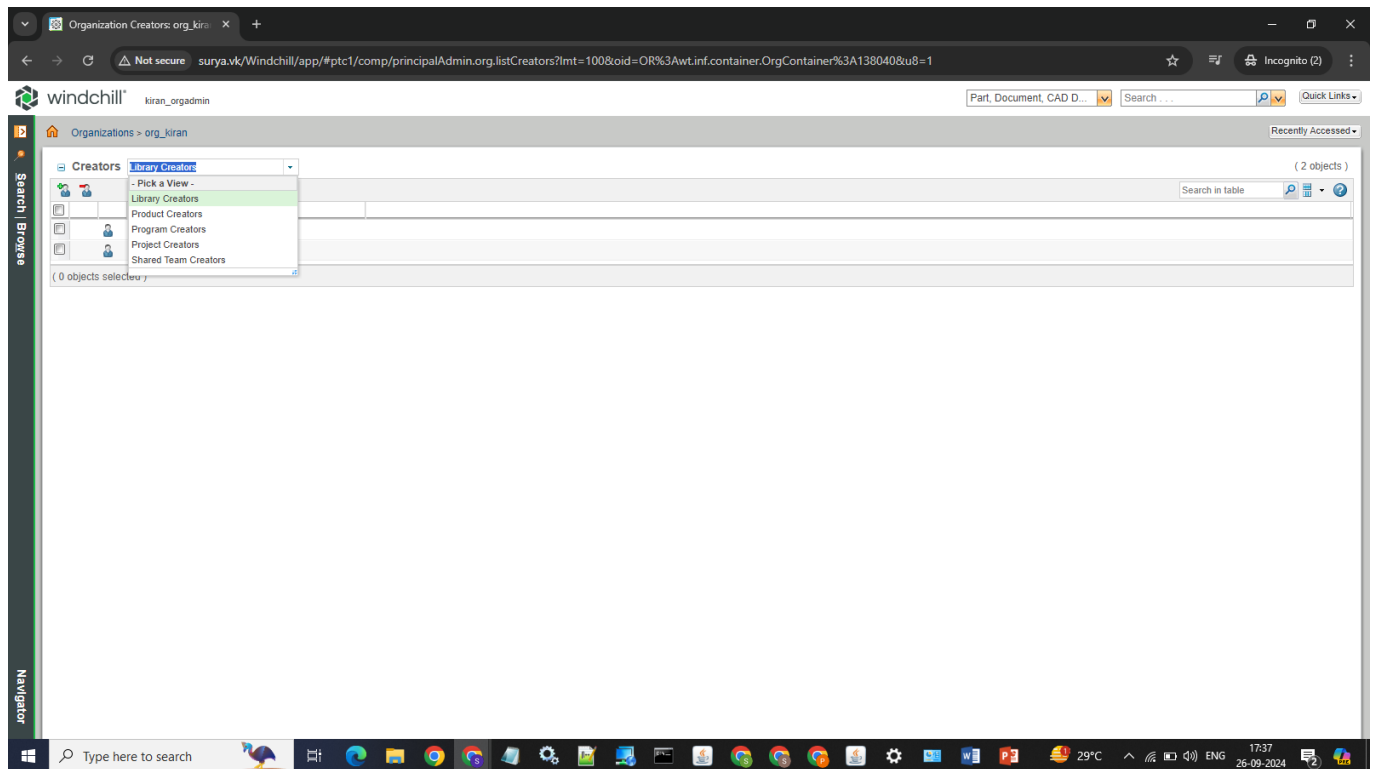 Organization Creators: org_kira
Not secure surya.vk/Windchill/app/#ptc1/comp/principalAdmin.org.listCreators?lmt=100&oid=OR%3Awt.inf.container.OrgContainer%3A138040&u8=1
Incognito (2)
windchill kiran_orgadmin
Part, Document, CAD D... Search . . . Quick Links
Organizations > org_kiran
Recently Accessed
Creators Library Creators
( 2 objects )
- Pick a View -
Search in table
Library Creators
Product Creators
Program Creators
Project Creators
Shared Team Creators
( 0 objects selected )
Search | Browse
Navigator
Type here to search
29°C
ENG
17:37
26-09-2024
2